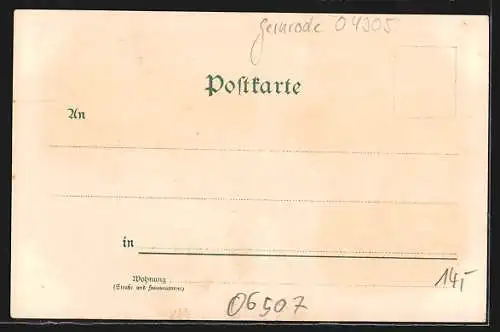 Gernrode 04305
Postkarte
An
in
Wohnung
(Straße und Hausnummer)
14,-
06507